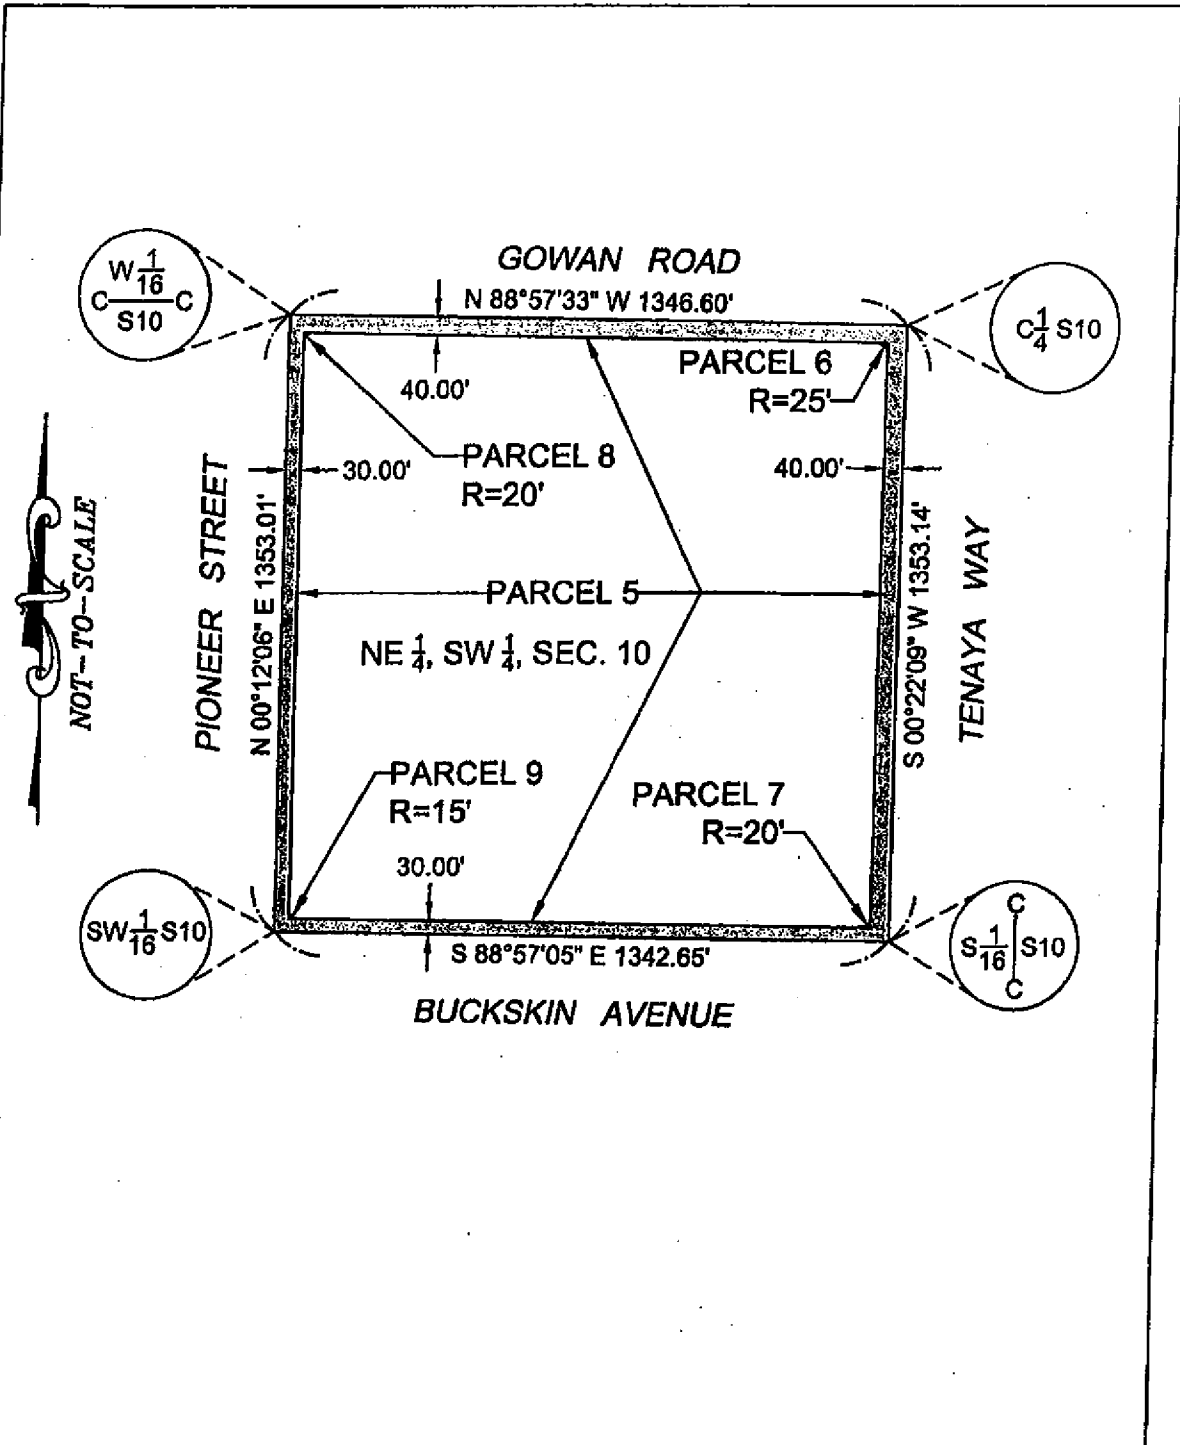 GOWAN ROAD
N 88°57'33" W 1346.60'
W 1/16
C C
S10
C 1/4 S10
40.00'
PARCEL 6
R=25'
PARCEL 8
R=20'
30.00'
40.00'
PIONEER STREET
N 00°12'06" E 1353.01'
NOT-TO-SCALE
PARCEL 5
NE 1/4, SW 1/4, SEC. 10
S 00°22'09" W 1353.14'
TENAYA WAY
PARCEL 9
R=15'
PARCEL 7
R=20'
30.00'
SW 1/16 S10
C
S 1/16 S10
C
S 88°57'05" E 1342.65'
BUCKSKIN AVENUE